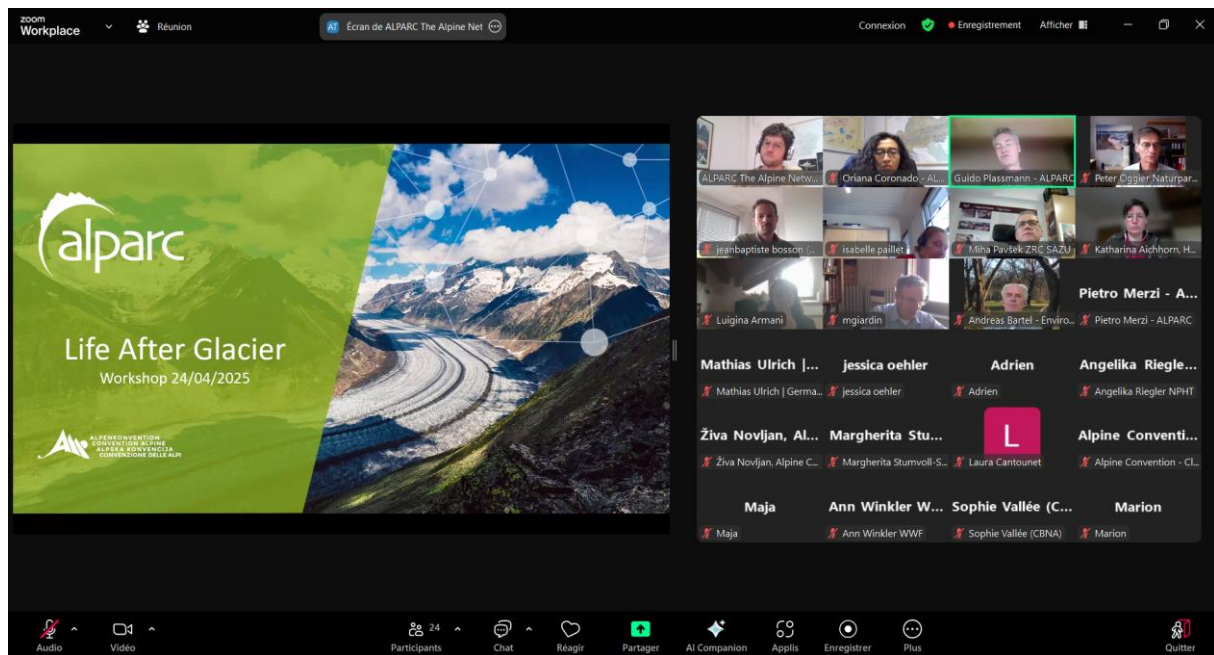 zoom
Workplace
Réunion
AT Écran de ALPARC The Alpine Net
Connexion
Enregistrement
Afficher
alparc
Life After Glacier
Workshop 24/04/2025
ALPENKONVENTION
CONVENTION ALPINE
ALPSKA KONVENCIJA
CONVENZIONE DELLE ALPI
ALPARC The Alpine Netw...
Oriana Coronado - AL...
Guido Plassmann - ALPARC
Peter Oggier Naturpar...
jeanbaptiste bosson (...
isabelle paillet
Miha Pavšek ZRC SAZU
Katharina Aichhorn, H...
Luigina Armani
mgiardin
Andreas Bartel - Enviro...
Pietro Merzi - A...
Pietro Merzi - ALPARC
Mathias Ulrich |...
Mathias Ulrich | Germa...
jessica oehler
jessica oehler
Adrien
Adrien
Angelika Riegle...
Angelika Riegler NPHT
Živa Novljan, Al...
Živa Novljan, Alpine C...
Margherita Stu...
Margherita Stumvoll-S...
L
Laura Cantounet
Alpine Conventi...
Alpine Convention - Cl...
Maja
Maja
Ann Winkler W...
Ann Winkler WWF
Sophie Vallée (C...
Sophie Vallée (CBNA)
Marion
Marion
Audio
Vidéo
24
Participants
Chat
Réagir
Partager
AI Companion
Applis
Enregistrer
Plus
Quitter